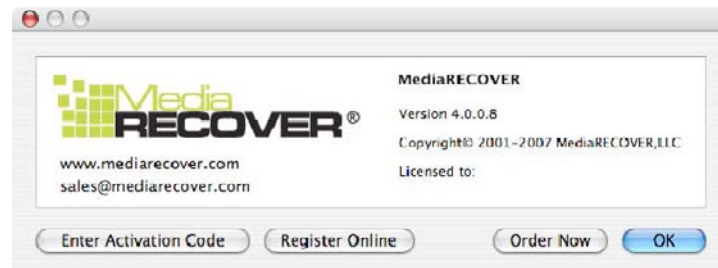 Media
RECOVER®
www.mediarecover.com
sales@mediarecover.com
MediaRECOVER
Version 4.0.0.8
Copyright© 2001-2007 MediaRECOVER,LLC
Licensed to:
Enter Activation Code
Register Online
Order Now
OK